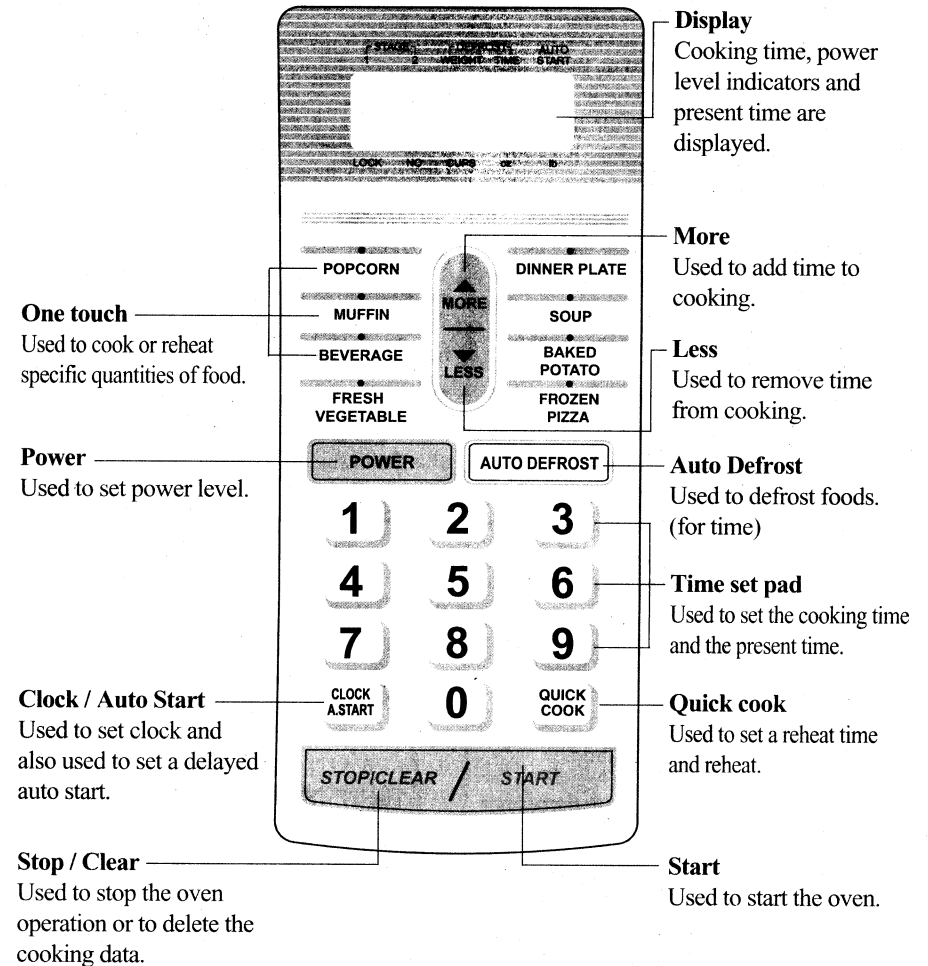 Display
Cooking time, power
level indicators and
present time are
displayed.
STAGE DEFROST AUTO
1 2 WEIGHT TIME START
LOCK NO CUPS oz lb
More
Used to add time to
cooking.
POPCORN
DINNER PLATE
MORE
One touch
Used to cook or reheat
specific quantities of food.
MUFFIN
SOUP
BEVERAGE
BAKED
POTATO
LESS
Less
Used to remove time
from cooking.
FRESH
VEGETABLE
FROZEN
PIZZA
Power
Used to set power level.
POWER
AUTO DEFROST
Auto Defrost
Used to defrost foods.
(for time)
1 2 3
4 5 6
Time set pad
Used to set the cooking time
and the present time.
7 8 9
Clock / Auto Start
Used to set clock and
also used to set a delayed
auto start.
CLOCK
A.START
0
QUICK
COOK
Quick cook
Used to set a reheat time
and reheat.
STOP/CLEAR / START
Stop / Clear
Used to stop the oven
operation or to delete the
cooking data.
Start
Used to start the oven.